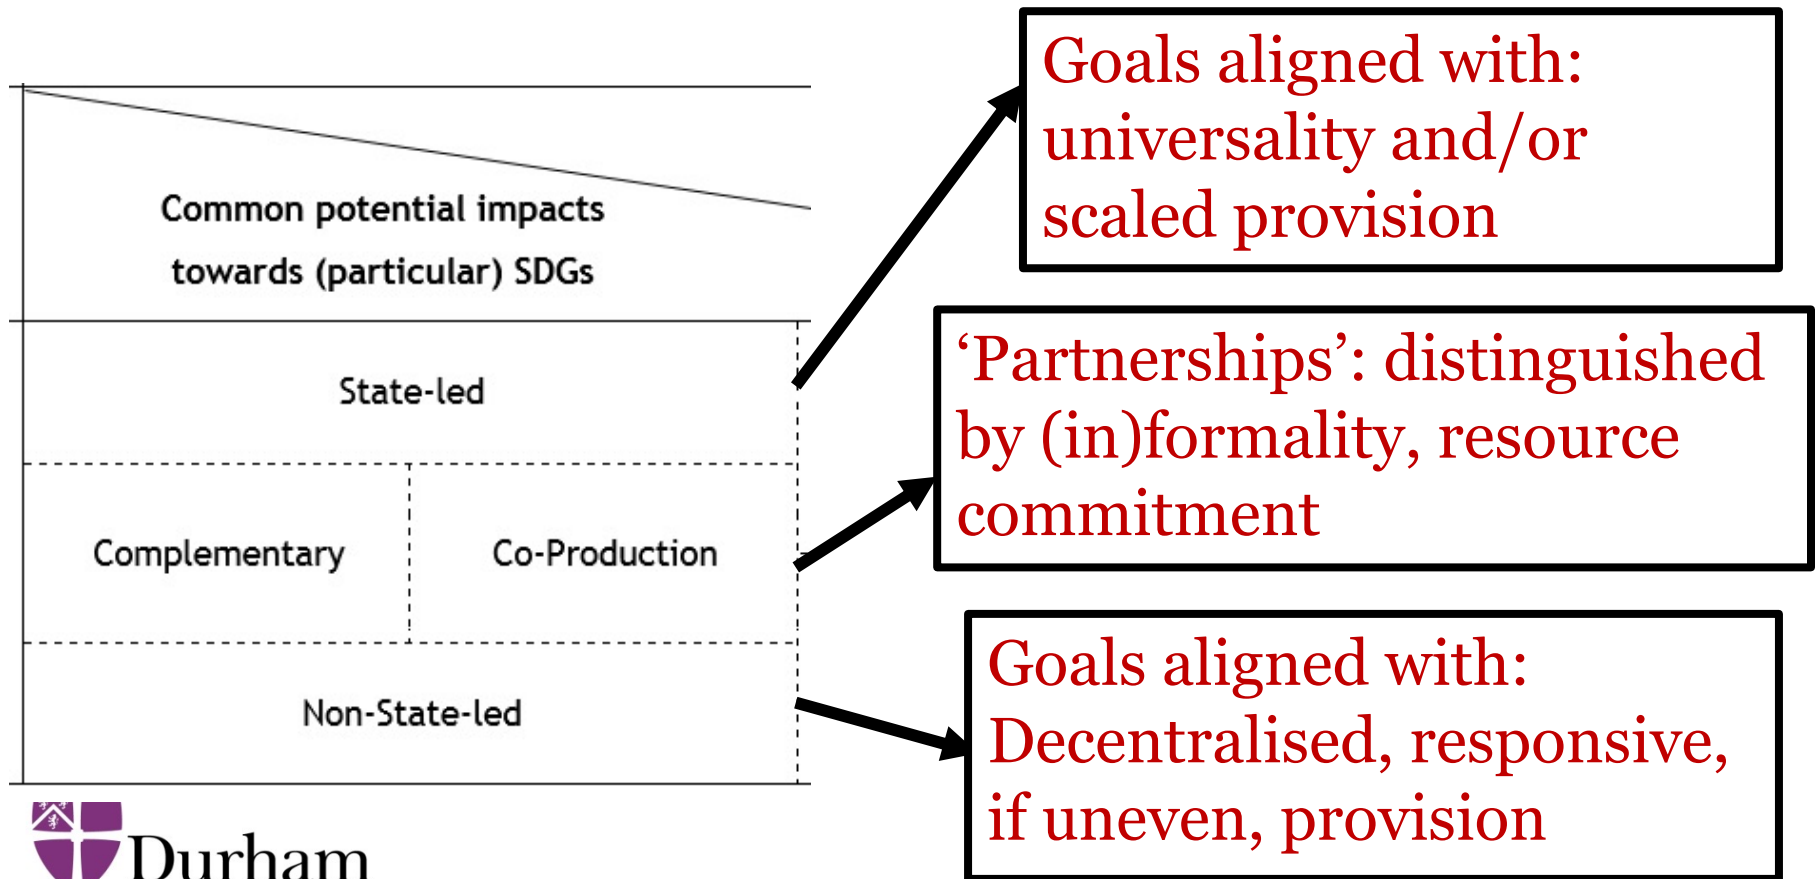 Common potential impacts
towards (particular) SDGs
State-led
Complementary
Co-Production
Non-State-led
Goals aligned with:
universality and/or
scaled provision
‘Partnerships’: distinguished
by (in)formality, resource
commitment
Goals aligned with:
Decentralised, responsive,
if uneven, provision
Durham